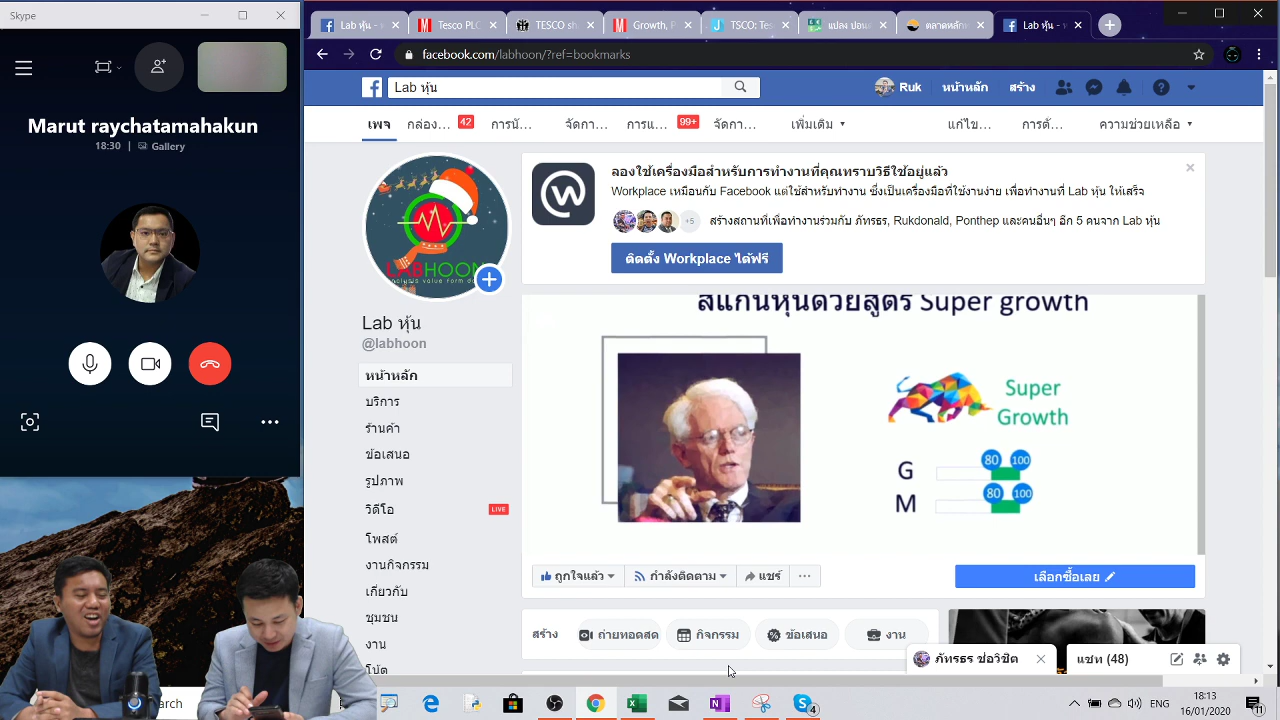 Skype
Marut raychatamahakun
18:30 | Gallery
Lab หุ้น - ห
Tesco PLC
TESCO sh
Growth, P
TSCO: Tes
แปลง ปอนด
ตลาดหลัก
Lab หุ้น - ห
facebook.com/labhoon/?ref=bookmarks
Lab หุ้น
Ruk
หน้าหลัก
สร้าง
เพจ
กล่อง...
42
การนั...
จัดกา...
การแ...
99+
จัดกา...
เพิ่มเติม
แก้ไข...
การตั้...
ความช่วยเหลือ
LABHOON
Lab หุ้น
@labhoon
หน้าหลัก
บริการ
ร้านค้า
ข้อเสนอ
รูปภาพ
วิดีโอ
LIVE
โพสต์
งานกิจกรรม
เกี่ยวกับ
ชุมชน
งาน
โน้ต
ลองใช้เครื่องมือสำหรับการทำงานที่คุณทราบวิธีใช้อยู่แล้ว
Workplace เหมือนกับ Facebook แต่ใช้สำหรับทำงาน ซึ่งเป็นเครื่องมือที่ใช้งานง่าย เพื่อทำงานที่ Lab หุ้น ให้เสร็จ
+5
สร้างสถานที่เพื่อทำงานร่วมกับ ภัทรธร, Rukdonald, Ponthep และคนอื่นๆ อีก 5 คนจาก Lab หุ้น
ติดตั้ง Workplace ได้ฟรี
สแกนหุ้นด้วยสูตร Super growth
Super
Growth
G
80
100
M
80
100
ถูกใจแล้ว
กำลังติดตาม
แชร์
เลือกชื่อเลย
สร้าง
ถ่ายทอดสด
กิจกรรม
ข้อเสนอ
งาน
ภัทรธร ช่อวิชิต
แชท (48)
arch
4
ENG
18:13
16/01/2020
11